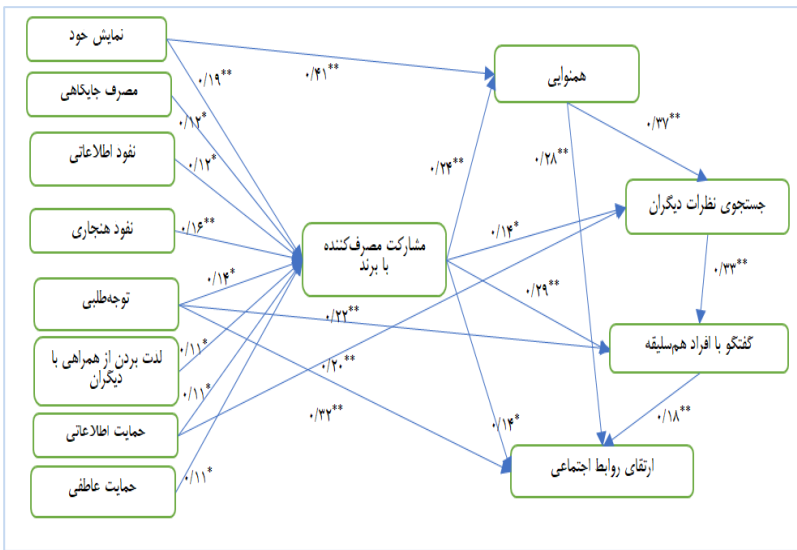 نمایش خود
مصرف جایگاهی
نفود اطلاعاتی
نفود هنجاری
توجه‌طلبی
لدت بردن از همراهی با
دیگران
حمایت اطلاعاتی
حمایت عاطفی
مشارکت مصرف‌کننده
با برند
همنوایی
جستجوی نظرات دیگران
گفتگو با افراد هم‌سلیقه
ارتقای روابط اجتماعی
۰/۱۹**
۰/۴۱**
۰/۱۲*
۰/۱۲*
۰/۱۶**
۰/۱۴*
۰/۱۱*
۰/۱۱*
۰/۱۱*
۰/۲۲**
۰/۲۰**
۰/۳۲**
۰/۲۴**
۰/۱۴*
۰/۲۹**
۰/۱۴*
۰/۲۸**
۰/۳۷**
۰/۳۳**
۰/۱۸**